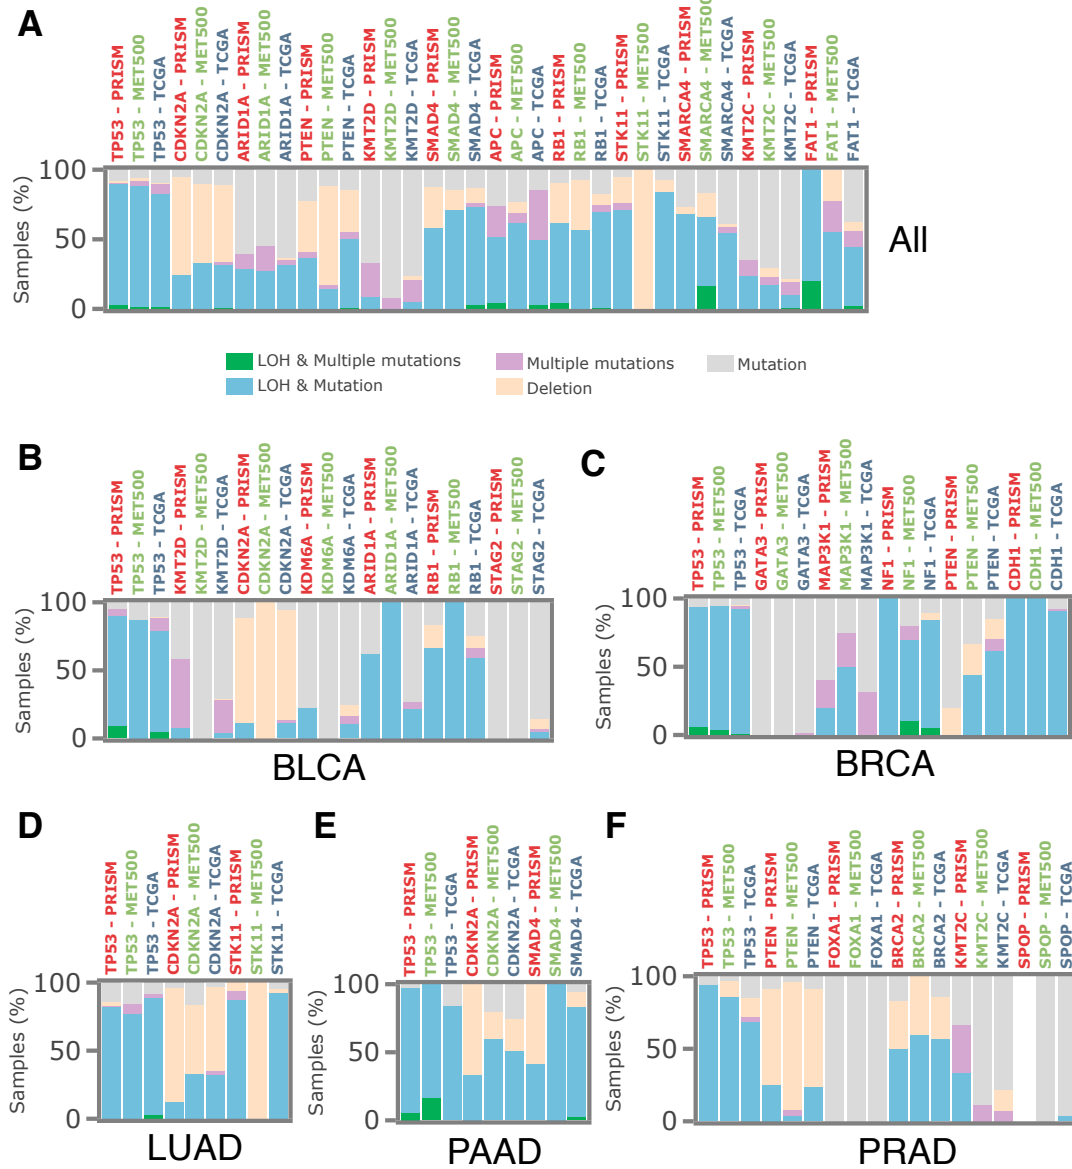 A
TP53 - PRISM
TP53 - MET500
TP53 - TCGA
CDKN2A - PRISM
CDKN2A - MET500
CDKN2A - TCGA
ARID1A - PRISM
ARID1A - MET500
ARID1A - TCGA
PTEN - PRISM
PTEN - MET500
PTEN - TCGA
KMT2D - PRISM
KMT2D - MET500
KMT2D - TCGA
SMAD4 - PRISM
SMAD4 - MET500
SMAD4 - TCGA
APC - PRISM
APC - MET500
APC - TCGA
RB1 - PRISM
RB1 - MET500
RB1 - TCGA
STK11 - PRISM
STK11 - MET500
STK11 - TCGA
SMARCA4 - PRISM
SMARCA4 - MET500
SMARCA4 - TCGA
KMT2C - PRISM
KMT2C - MET500
KMT2C - TCGA
FAT1 - PRISM
FAT1 - MET500
FAT1 - TCGA
Samples (%)
100
50
0
All
LOH & Multiple mutations
LOH & Mutation
Multiple mutations
Deletion
Mutation
B
TP53 - PRISM
TP53 - MET500
TP53 - TCGA
KMT2D - PRISM
KMT2D - MET500
KMT2D - TCGA
CDKN2A - PRISM
CDKN2A - MET500
CDKN2A - TCGA
KDM6A - PRISM
KDM6A - MET500
KDM6A - TCGA
ARID1A - PRISM
ARID1A - MET500
ARID1A - TCGA
RB1 - PRISM
RB1 - MET500
RB1 - TCGA
STAG2 - PRISM
STAG2 - MET500
STAG2 - TCGA
Samples (%)
100
50
0
BLCA
C
TP53 - PRISM
TP53 - MET500
TP53 - TCGA
GATA3 - PRISM
GATA3 - MET500
GATA3 - TCGA
MAP3K1 - PRISM
MAP3K1 - MET500
MAP3K1 - TCGA
NF1 - PRISM
NF1 - MET500
NF1 - TCGA
PTEN - PRISM
PTEN - MET500
PTEN - TCGA
CDH1 - PRISM
CDH1 - MET500
CDH1 - TCGA
Samples (%)
100
50
0
BRCA
D
TP53 - PRISM
TP53 - MET500
TP53 - TCGA
CDKN2A - PRISM
CDKN2A - MET500
CDKN2A - TCGA
STK11 - PRISM
STK11 - MET500
STK11 - TCGA
Samples (%)
100
50
0
LUAD
E
TP53 - PRISM
TP53 - MET500
TP53 - TCGA
CDKN2A - PRISM
CDKN2A - MET500
CDKN2A - TCGA
SMAD4 - PRISM
SMAD4 - MET500
SMAD4 - TCGA
Samples (%)
100
50
0
PAAD
F
TP53 - PRISM
TP53 - MET500
TP53 - TCGA
PTEN - PRISM
PTEN - MET500
PTEN - TCGA
FOXA1 - PRISM
FOXA1 - MET500
FOXA1 - TCGA
BRCA2 - PRISM
BRCA2 - MET500
BRCA2 - TCGA
KMT2C - PRISM
KMT2C - MET500
KMT2C - TCGA
SPOP - PRISM
SPOP - MET500
SPOP - TCGA
Samples (%)
100
50
0
PRAD